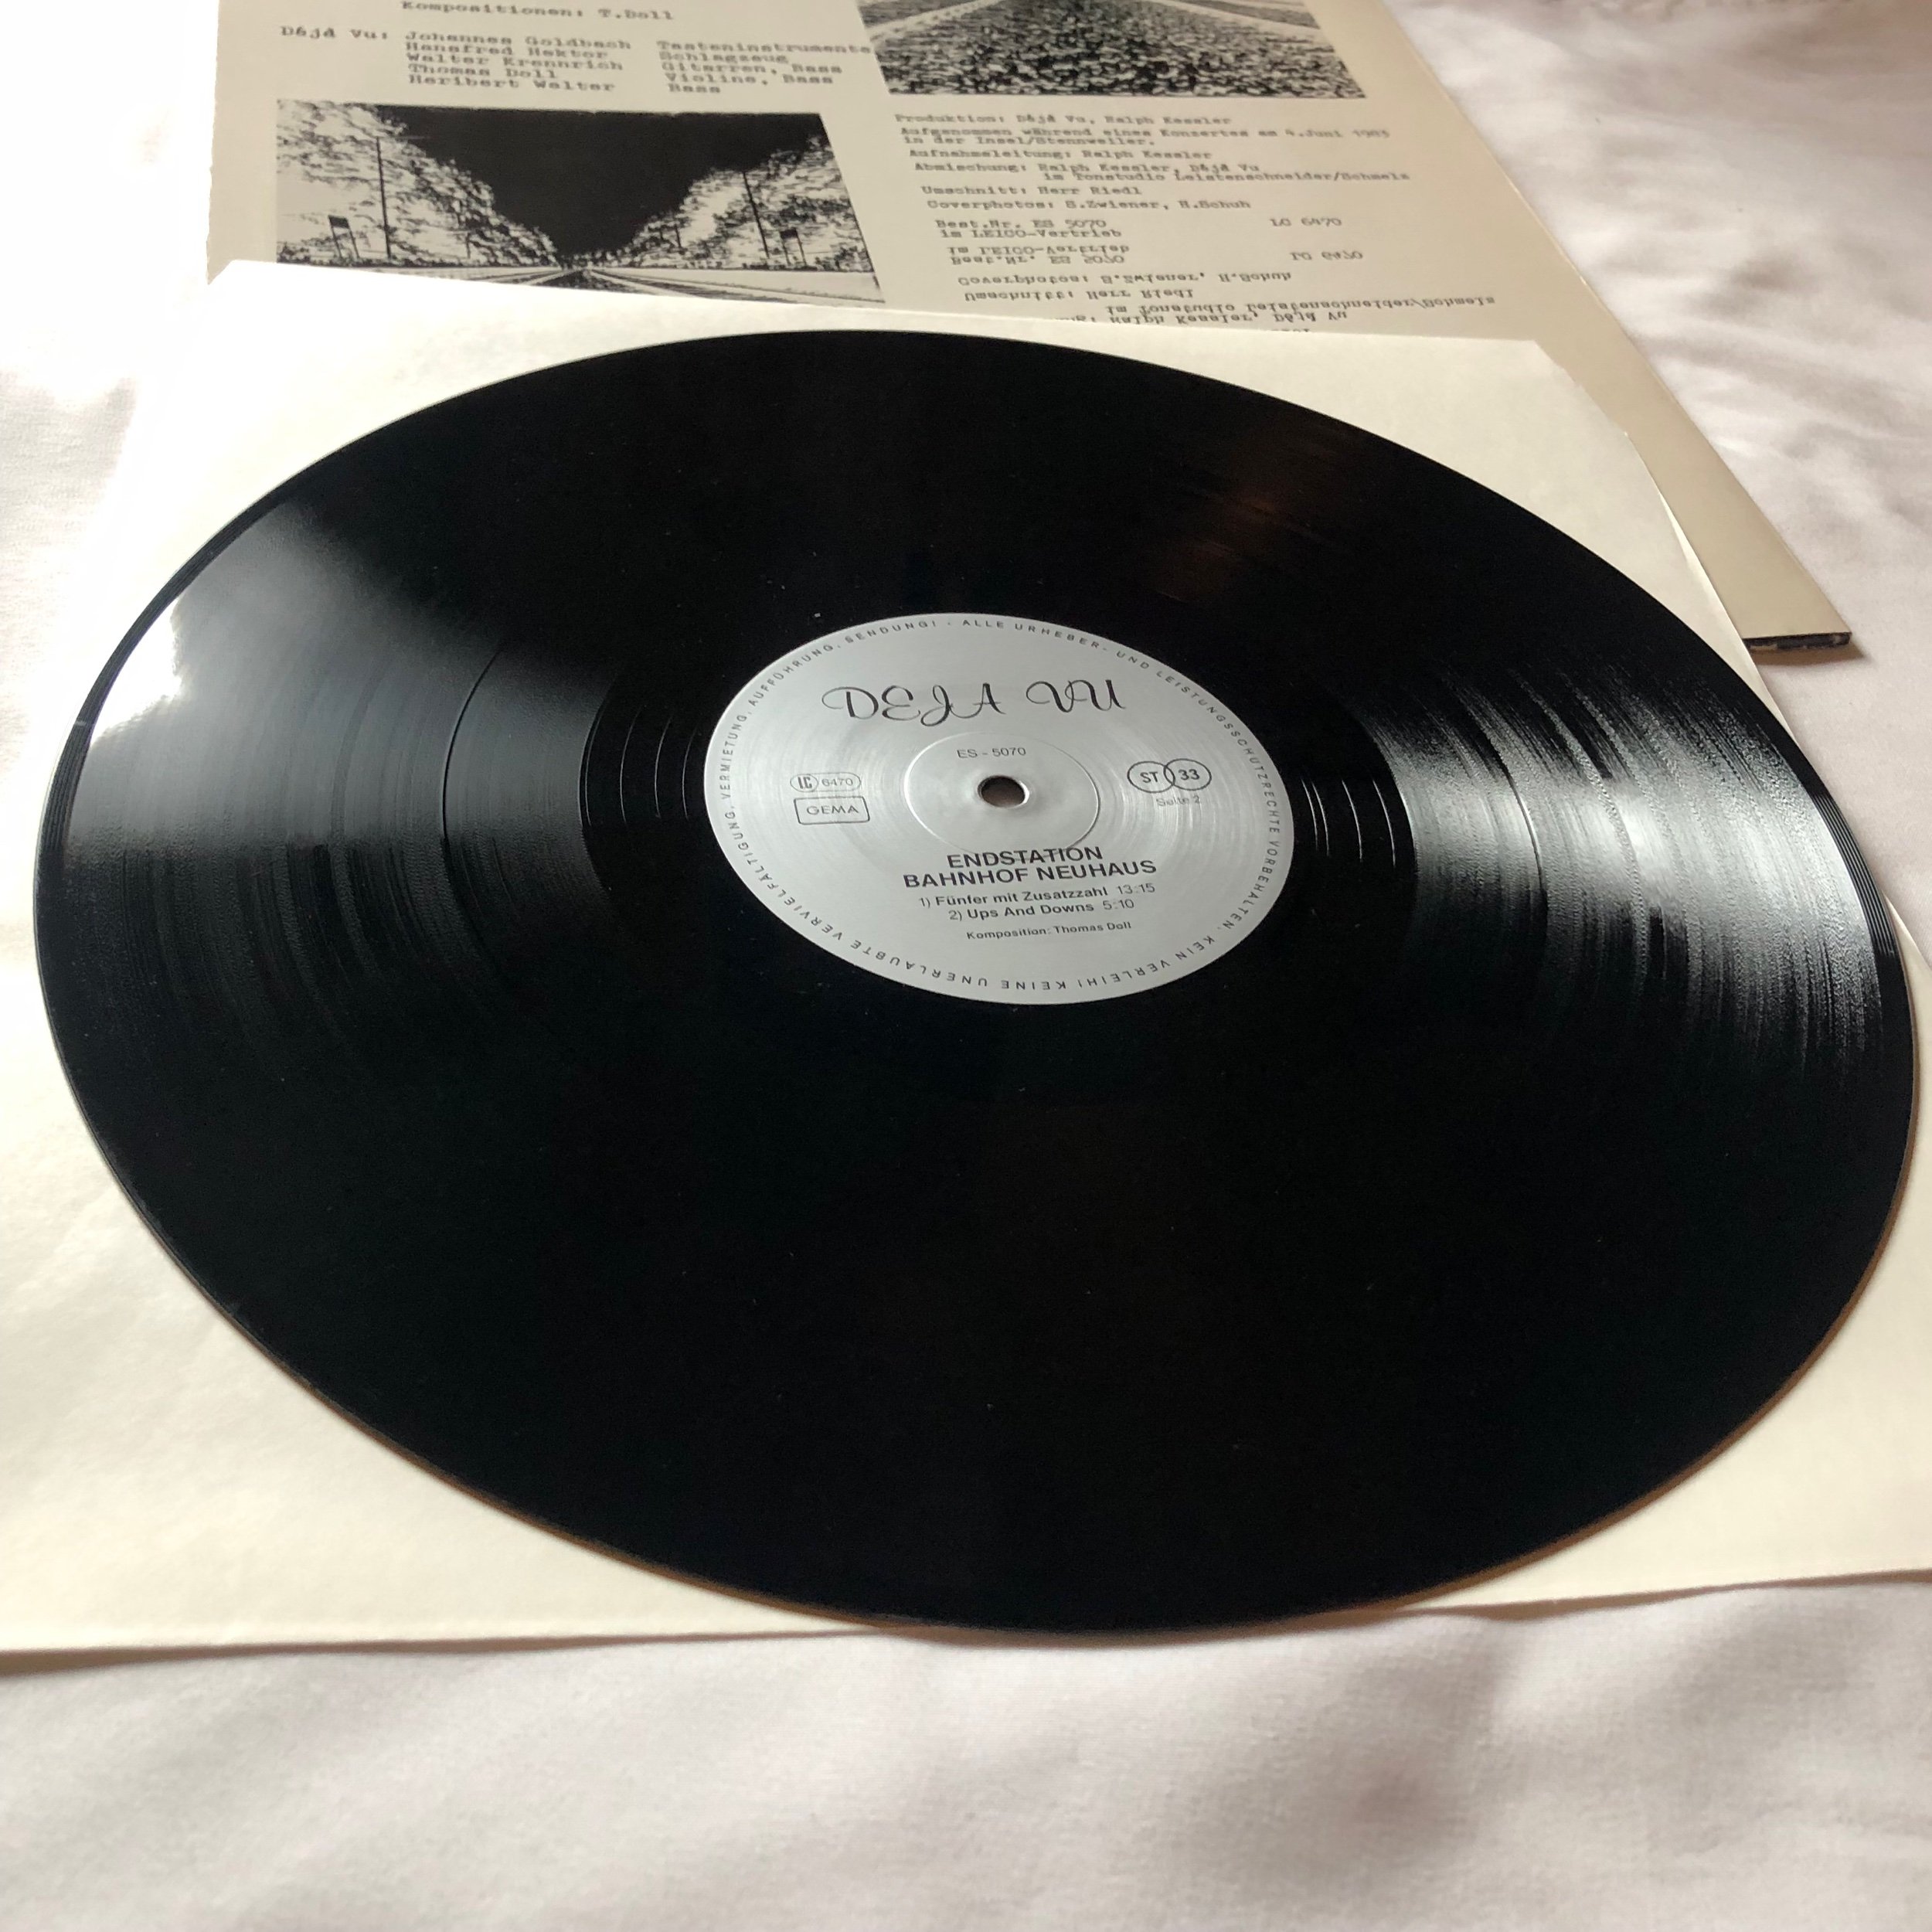 Kompositionen: T.Doll
Déjà Vu: Johannes Goldbach Tasteninstrumente
Hansfred Hektor Schlagzeug
Walter Krennrich Gitarren, Bass
Thomas Doll Violine, Bass
Heribert Welter Bass
Produktion: Déjà Vu, Ralph Kessler
Aufgenommen während eines Konzertes am 4.Juni
in der Insel/Stennweiler.
Aufnahmeleitung: Ralph Kessler
Abmischung: Ralph Kessler, Déjà Vu
im Tonstudio Leistenschneider/Schmelz
Umschnitt: Herr Riedl
Coverphotos: S.Zwiener, H.Schuh
Best.Nr. ES 5070 LC 6470
im LEICO-Vertrieb
ALLE URHEBER- UND LEISTUNGSSCHUTZRECHTE VORBEHALTEN. KEIN VERLEIH! KEINE UNERLAUBTE VERVIELFÄLTIGUNG, VERMIETUNG, AUFFÜHRUNG, SENDUNG! -
DEJA VU
ES - 5070
LC 6470
GEMA
ST 33
Seite 2
ENDSTATION
BAHNHOF NEUHAUS
1) Fünfer mit Zusatzzahl 13:15
2) Ups And Downs 5:10
Komposition: Thomas Doll